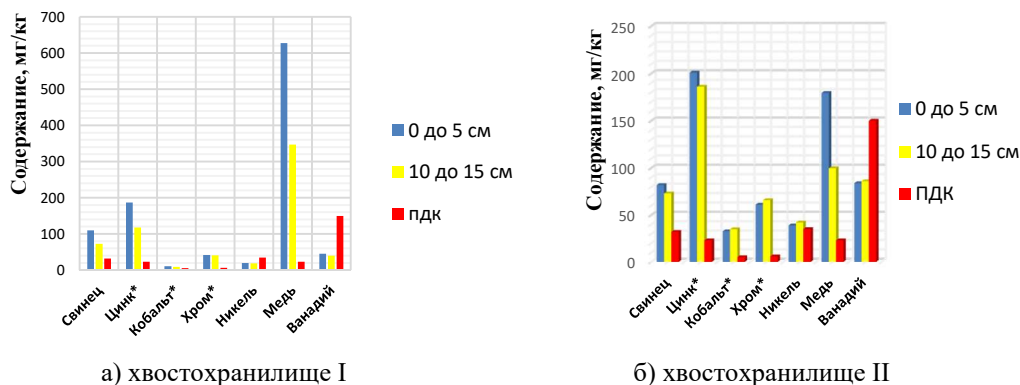 Содержание, мг/кг
700
600
500
400
300
200
100
0
Свинец
Цинк*
Кобальт*
Хром*
Никель
Медь
Ванадий
0 до 5 см
10 до 15 см
пдк
а) хвостохранилище I
Содержание, мг/кг
250
200
150
100
50
0
Свинец
Цинк*
Кобальт*
Хром*
Никель
Медь
Ванадий
0 до 5 см
10 до 15 см
ПДК
б) хвостохранилище II